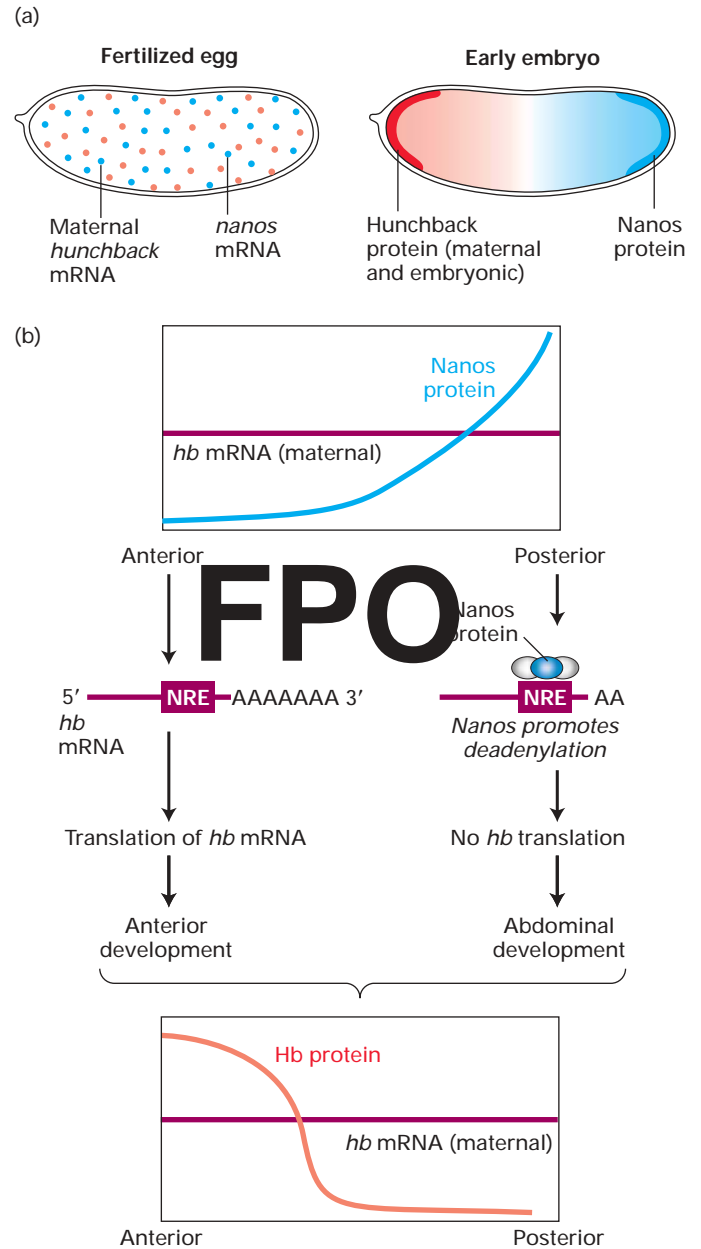 (a)
Fertilized egg
Early embryo
Maternal
hunchback
mRNA
nanos
mRNA
Hunchback
protein (maternal
and embryonic)
Nanos
protein
(b)
Nanos
protein
hb mRNA (maternal)
Anterior
Posterior
FPO
Nanos
protein
5′
NRE
AAAAAAA 3′
hb
mRNA
NRE
AA
Nanos promotes
deadenylation
Translation of hb mRNA
No hb translation
Anterior
development
Abdominal
development
Hb protein
hb mRNA (maternal)
Anterior
Posterior